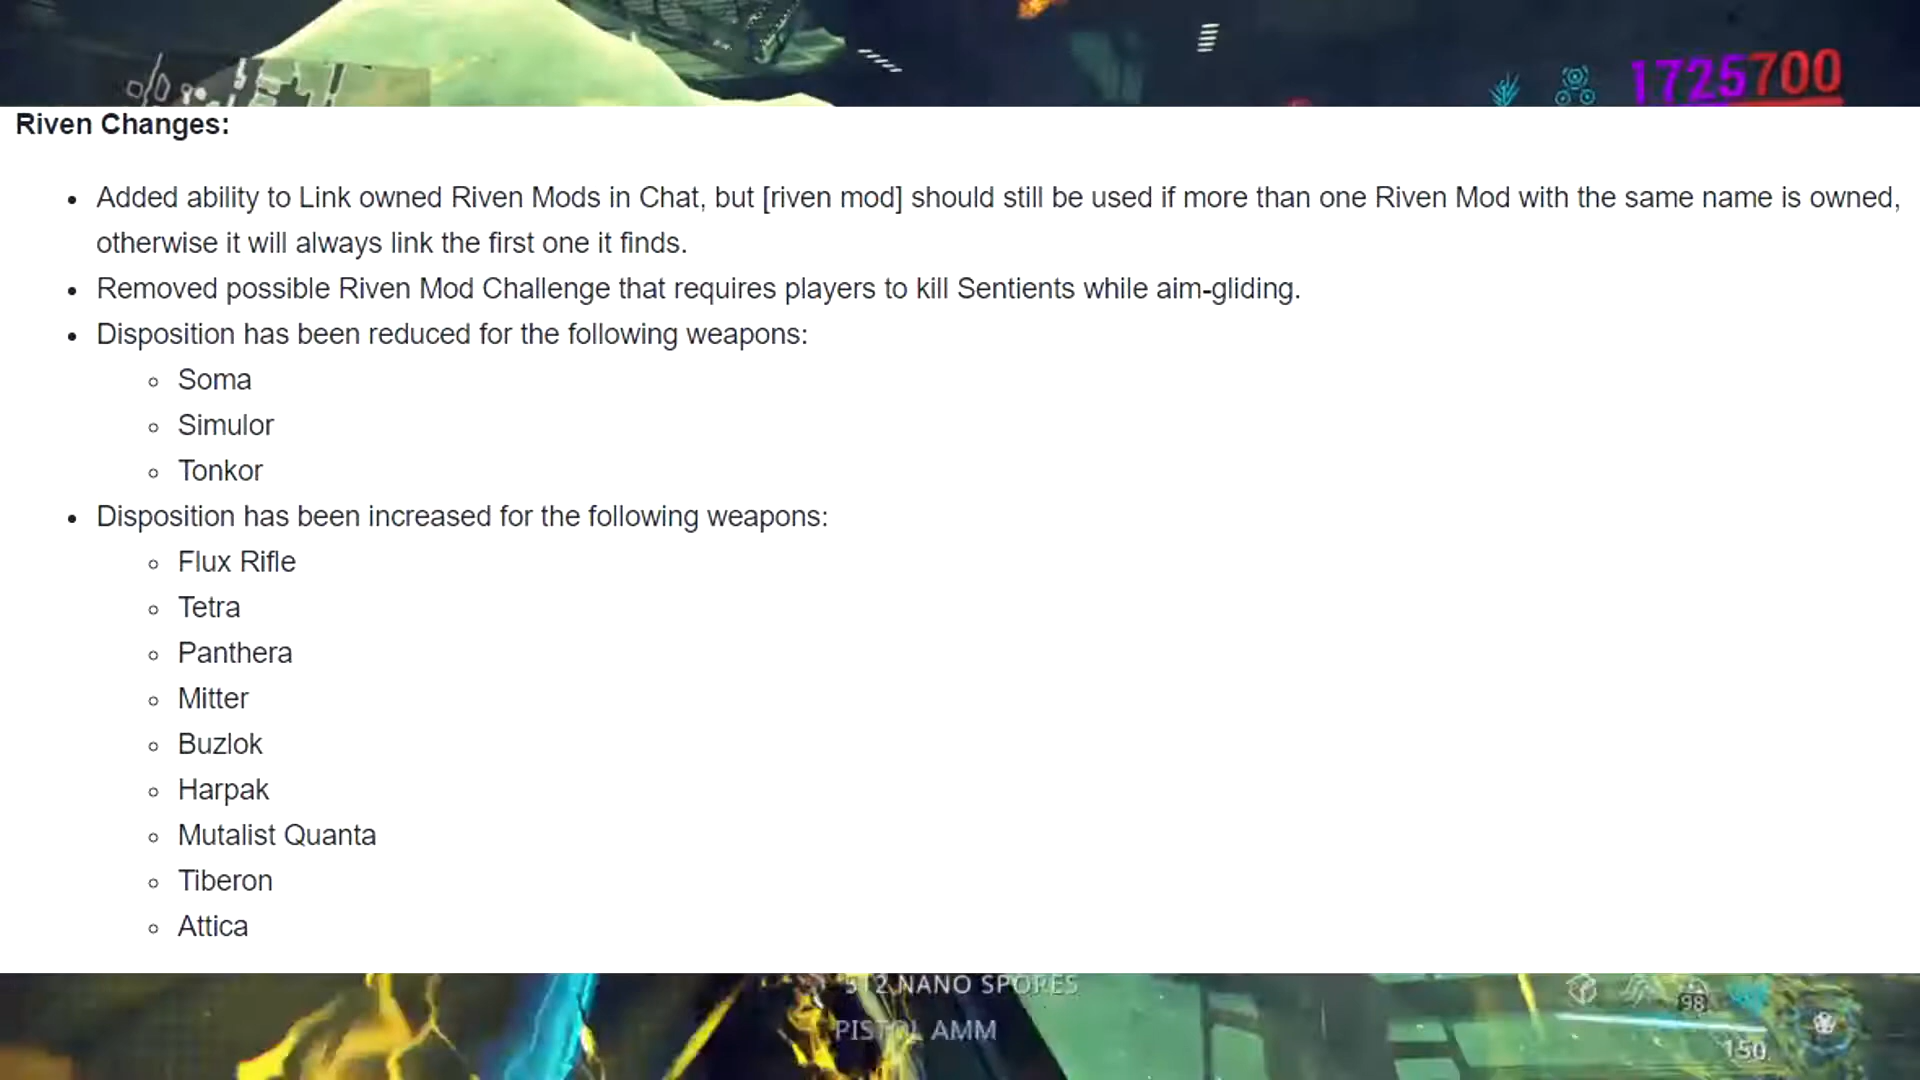 1725700
Riven Changes:
Added ability to Link owned Riven Mods in Chat, but [riven mod] should still be used if more than one Riven Mod with the same name is owned,
otherwise it will always link the first one it finds.
Removed possible Riven Mod Challenge that requires players to kill Sentients while aim-gliding.
Disposition has been reduced for the following weapons:
Soma
Simulor
Tonkor
Disposition has been increased for the following weapons:
Flux Rifle
Tetra
Panthera
Mitter
Buzlok
Harpak
Mutalist Quanta
Tiberon
Attica
512 NANO SPORES
98
PISTOL AMM
150